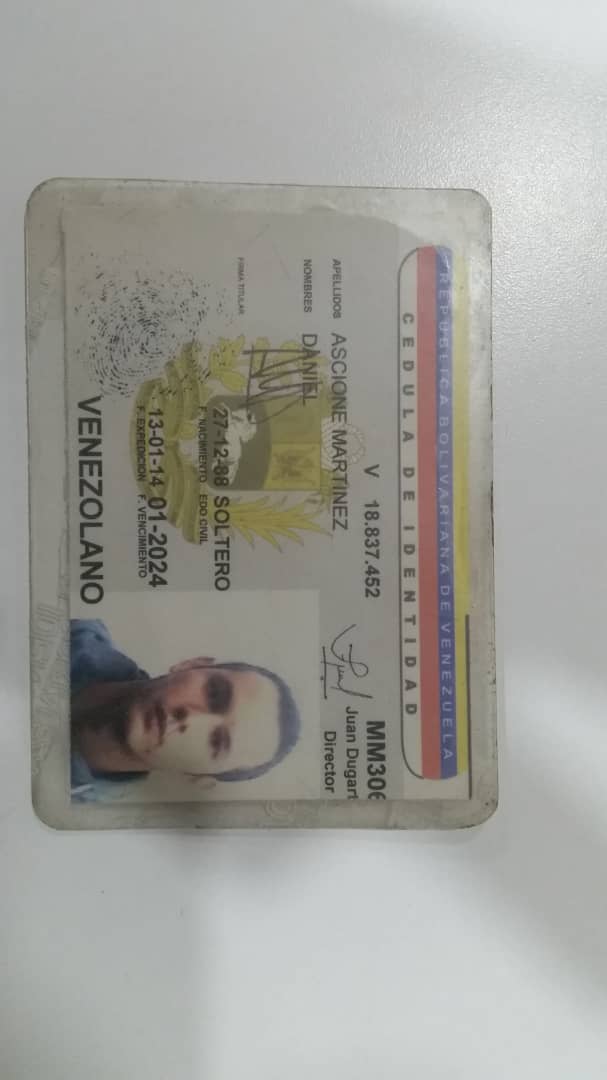 REPUBLICA BOLIVARIANA DE VENEZUELA
CEDULA DE IDENTIDAD
V 18.837.452
MM306
APELLIDOS ASCIONE MARTINEZ
Juan Dugart
Director
NOMBRES DANIEL
FIRMA TITULAR
27-12-88 SOLTERO
F. NACIMIENTO EDO CIVIL
13-01-14 01-2024
F. EXPEDICION F. VENCIMIENTO
VENEZOLANO